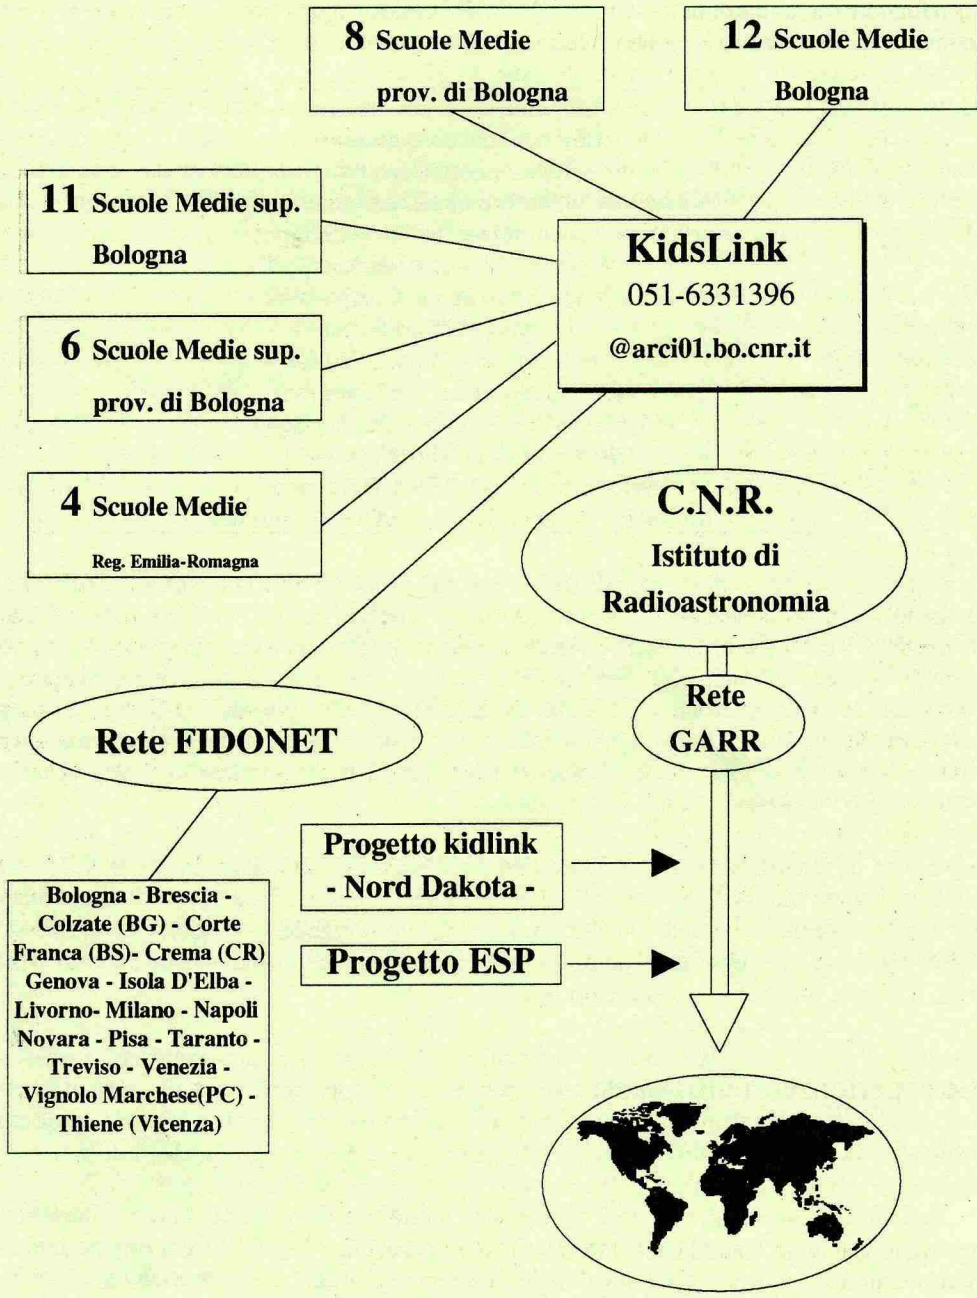 8 Scuole Medie
prov. di Bologna
12 Scuole Medie
Bologna
11 Scuole Medie sup.
Bologna
KidsLink
051-6331396
@arci01.bo.cnr.it
6 Scuole Medie sup.
prov. di Bologna
4 Scuole Medie
Reg. Emilia-Romagna
C.N.R.
Istituto di
Radioastronomia
Rete
GARR
Rete FIDONET
Progetto kidlink
- Nord Dakota -
Progetto ESP
Bologna - Brescia -
Colzate (BG) - Corte
Franca (BS)- Crema (CR)
Genova - Isola D'Elba -
Livorno- Milano - Napoli
Novara - Pisa - Taranto -
Treviso - Venezia -
Vignolo Marchese(PC) -
Thiene (Vicenza)